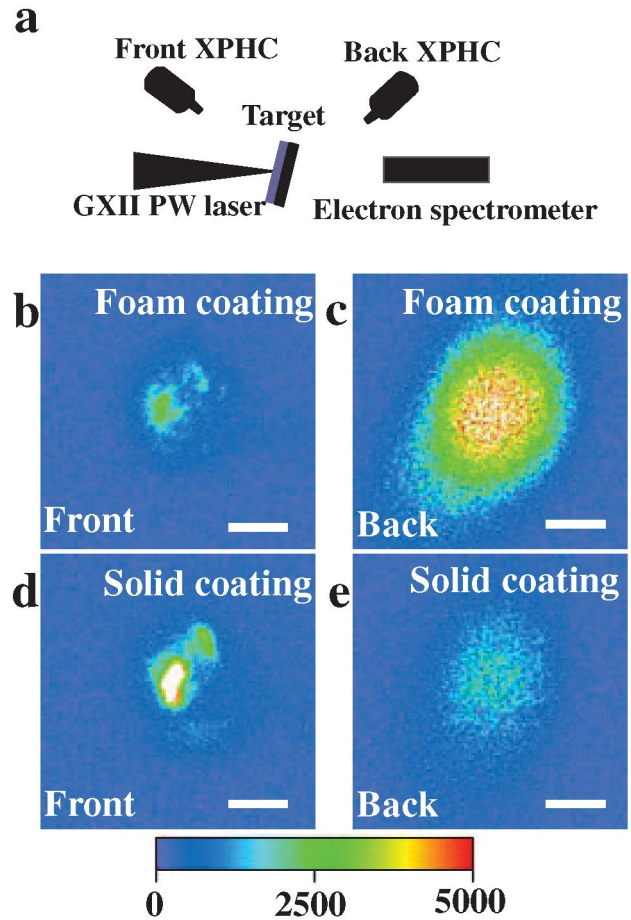 a
Front XPHC
Back XPHC
Target
GXII PW laser
Electron spectrometer
b
Foam coating
Front
c
Foam coating
Back
d
Solid coating
Front
e
Solid coating
Back
0
2500
5000